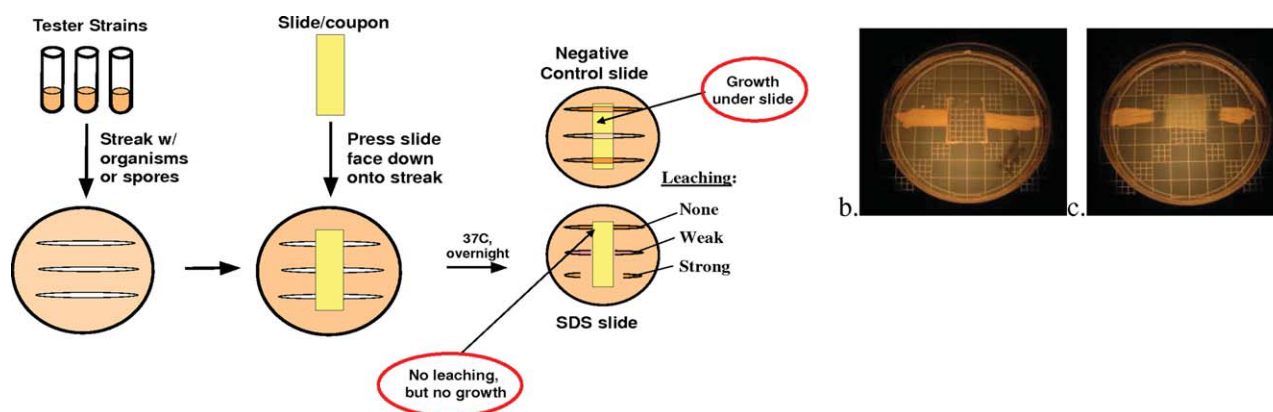 Tester Strains
Streak w/
organisms
or spores
Slide/coupon
Press slide
face down
onto streak
37C,
overnight
Negative
Control slide
Growth
under slide
Leaching:
None
Weak
Strong
SDS slide
No leaching,
but no growth
b.
c.